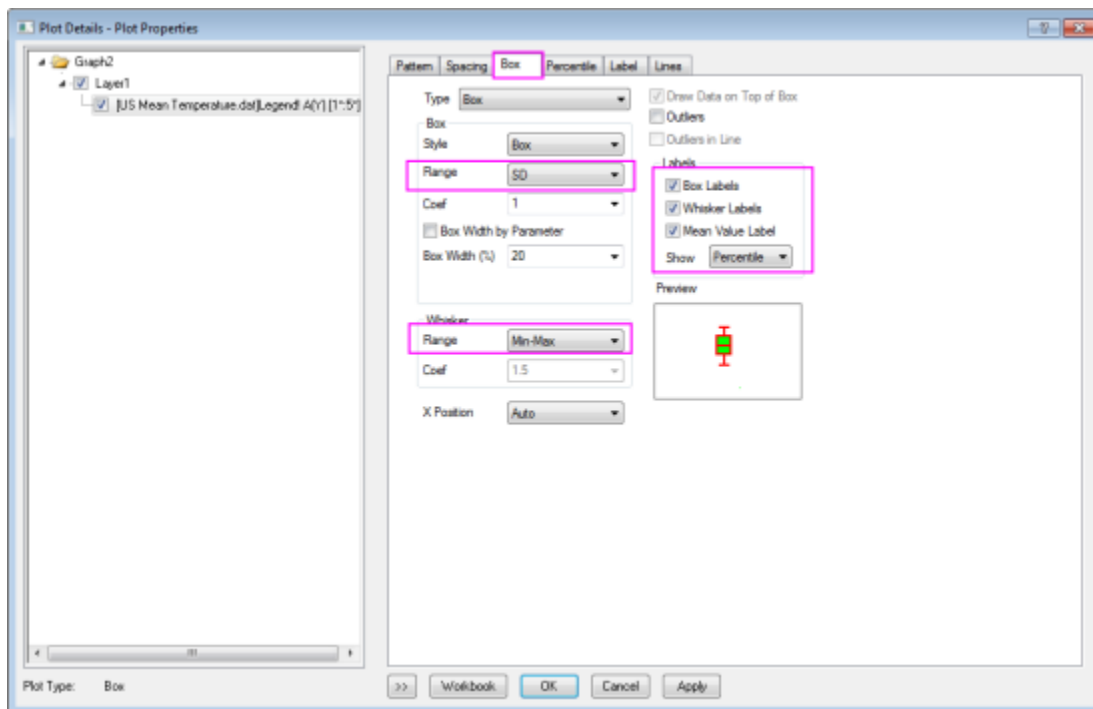 Plot Details - Plot Properties
Graph2
Layer1
[US Mean Temperature.dat]Legend! A(Y) [1*:5*]
Pattern Spacing Box Percentile Label Lines
Type Box
Draw Data on Top of Box
Outliers
Outliers in Line
Box
Style Box
Range SD
Coef 1
Box Width by Parameter
Box Width (%) 20
Labels
Box Labels
Whisker Labels
Mean Value Label
Show Percentile
Preview
Whisker
Range Min-Max
Coef 1.5
X Position Auto
Plot Type: Box
>> Workbook OK Cancel Apply